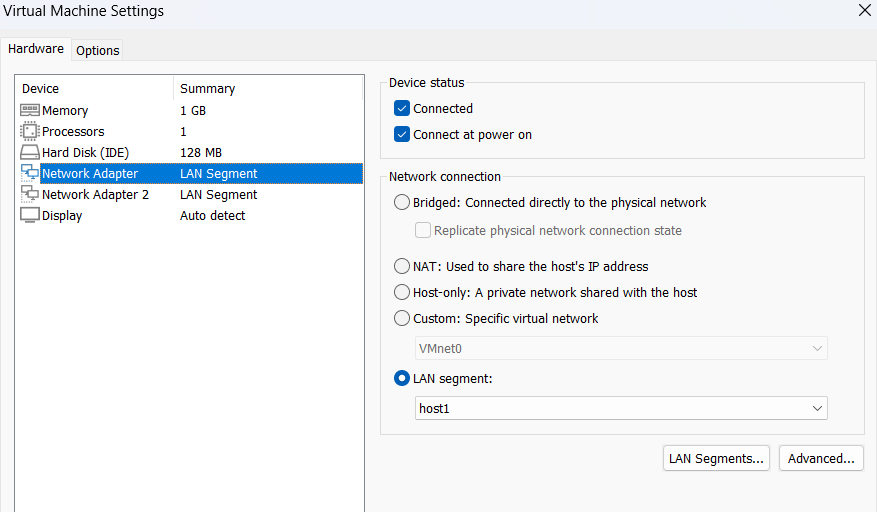 Virtual Machine Settings
Hardware Options
Device Summary
Memory 1 GB
Processors 1
Hard Disk (IDE) 128 MB
Network Adapter LAN Segment
Network Adapter 2 LAN Segment
Display Auto detect
Device status
Connected
Connect at power on
Network connection
Bridged: Connected directly to the physical network
Replicate physical network connection state
NAT: Used to share the host's IP address
Host-only: A private network shared with the host
Custom: Specific virtual network
VMnet0
LAN segment:
host1
LAN Segments... Advanced...